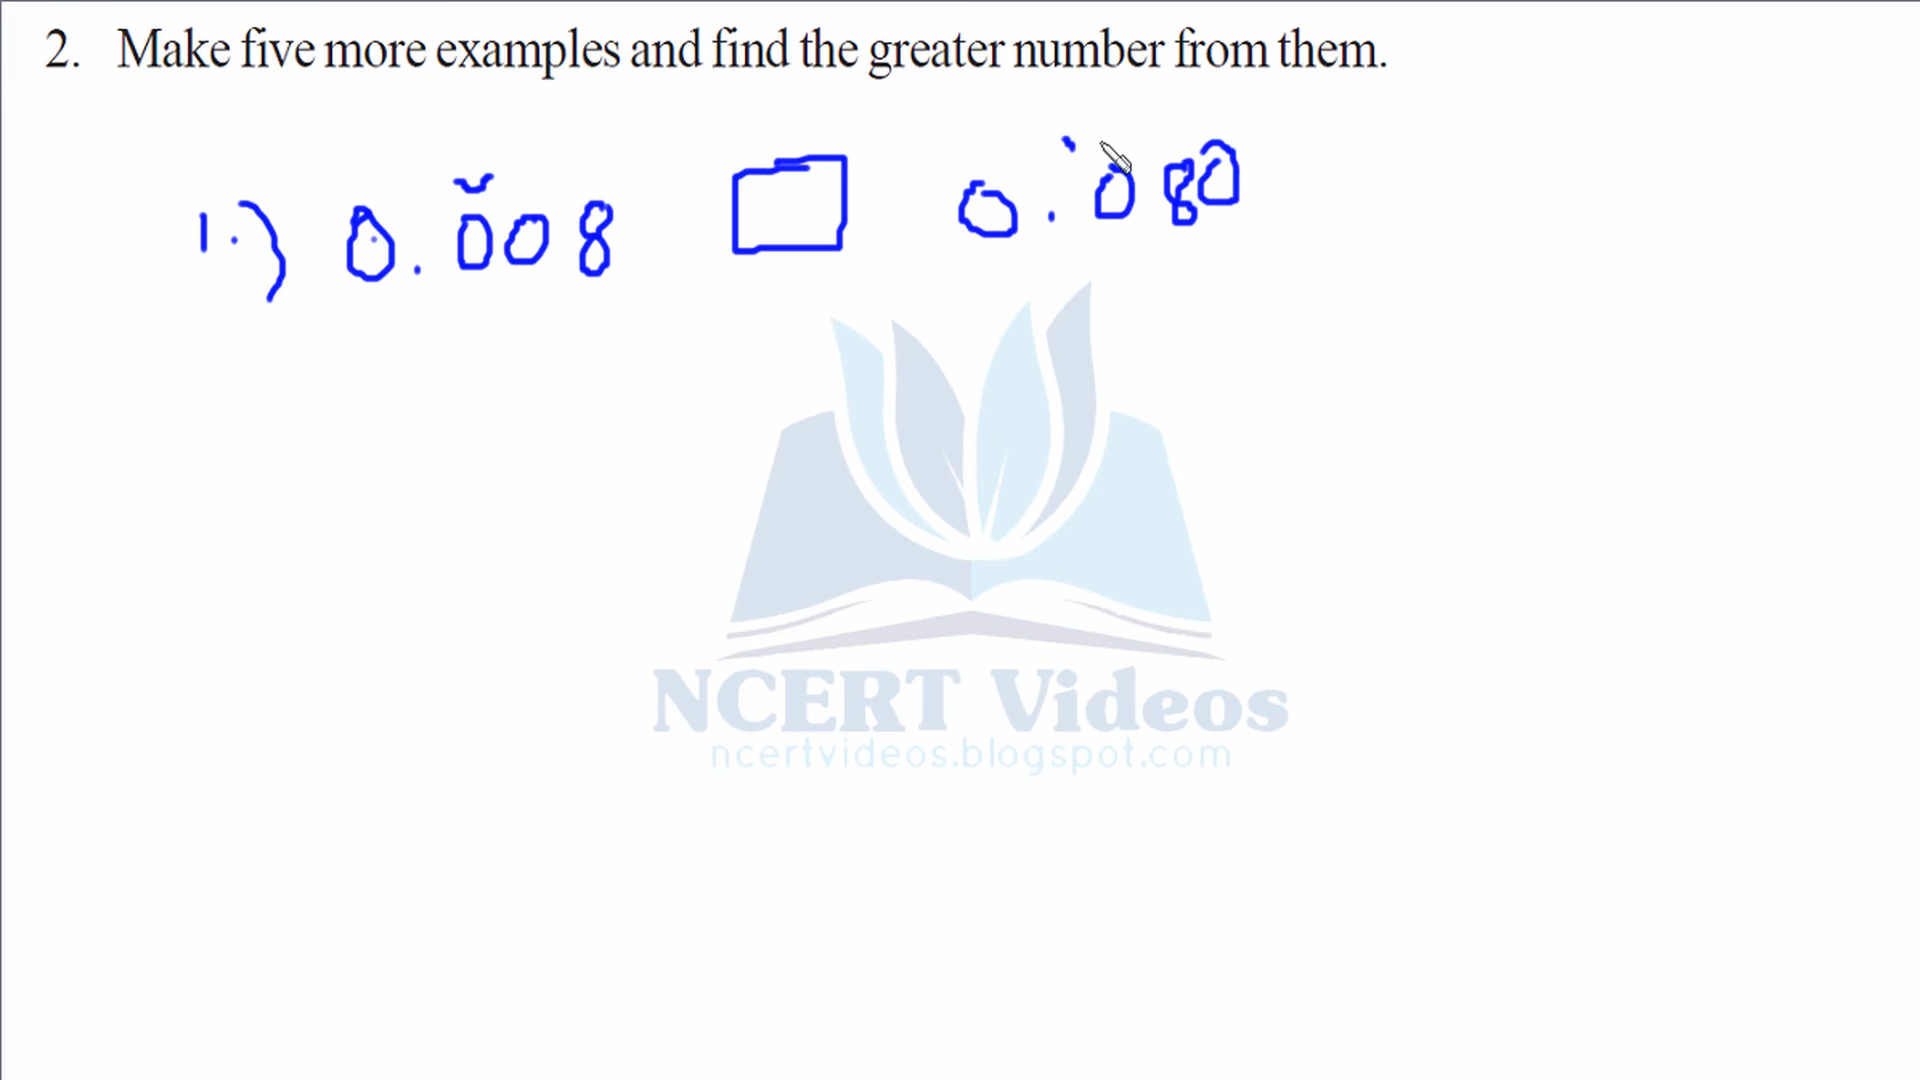 2. Make five more examples and find the greater number from them.
1.) 0.008 □ 0.080
NCERT Videos
ncertvideos.blogspot.com